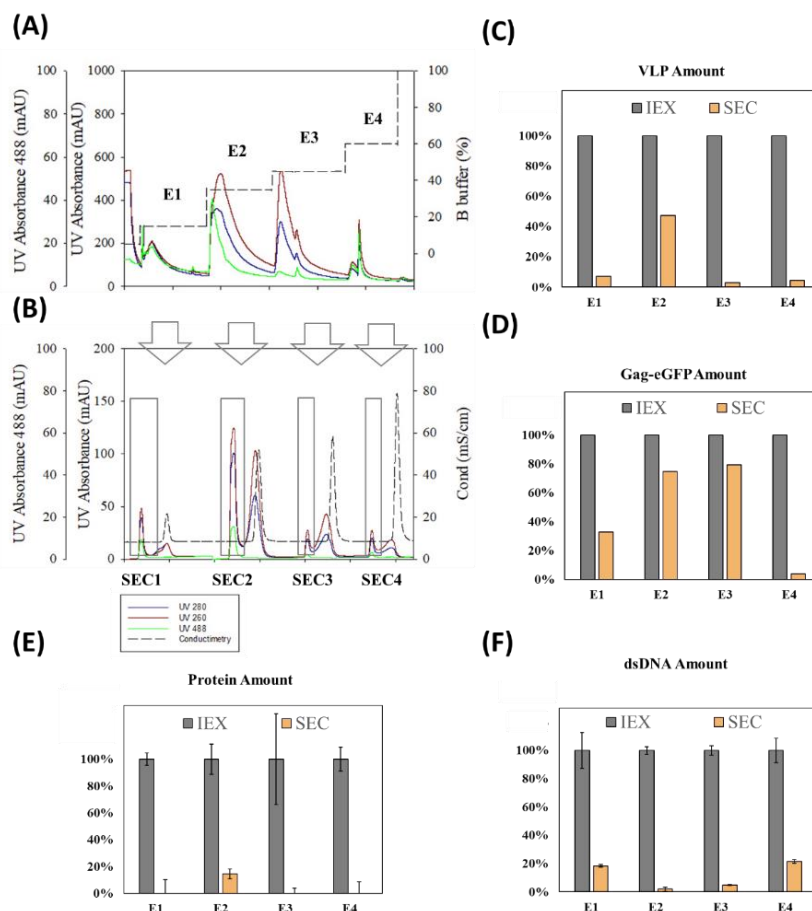 (A)
UV Absorbance 488 (mAU)
100
80
60
40
20
0
UV Absorbance (mAU)
1000
800
600
400
200
0
E1
E2
E3
E4
100
80
60
40
20
0
B buffer (%)
(B)
UV Absorbance 488 (mAU)
100
80
60
40
20
0
UV Absorbance (mAU)
200
150
100
50
0
100
80
60
40
20
0
Cond (mS/cm)
SEC1 SEC2 SEC3 SEC4
UV 280
UV 260
UV 488
Conductimetry
(C)
VLP Amount
IEX SEC
100%
80%
60%
40%
20%
0%
E1 E2 E3 E4
(D)
Gag-eGFP Amount
IEX SEC
100%
80%
60%
40%
20%
0%
E1 E2 E3 E4
(E)
Protein Amount
IEX SEC
100%
80%
60%
40%
20%
0%
E1 E2 E3 E4
(F)
dsDNA Amount
IEX SEC
100%
80%
60%
40%
20%
0%
E1 E2 E3 E4